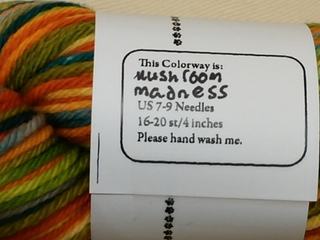 This Colorway is:
mushroom
madness
US 7-9 Needles
16-20 st/4 inches
Please hand wash me.